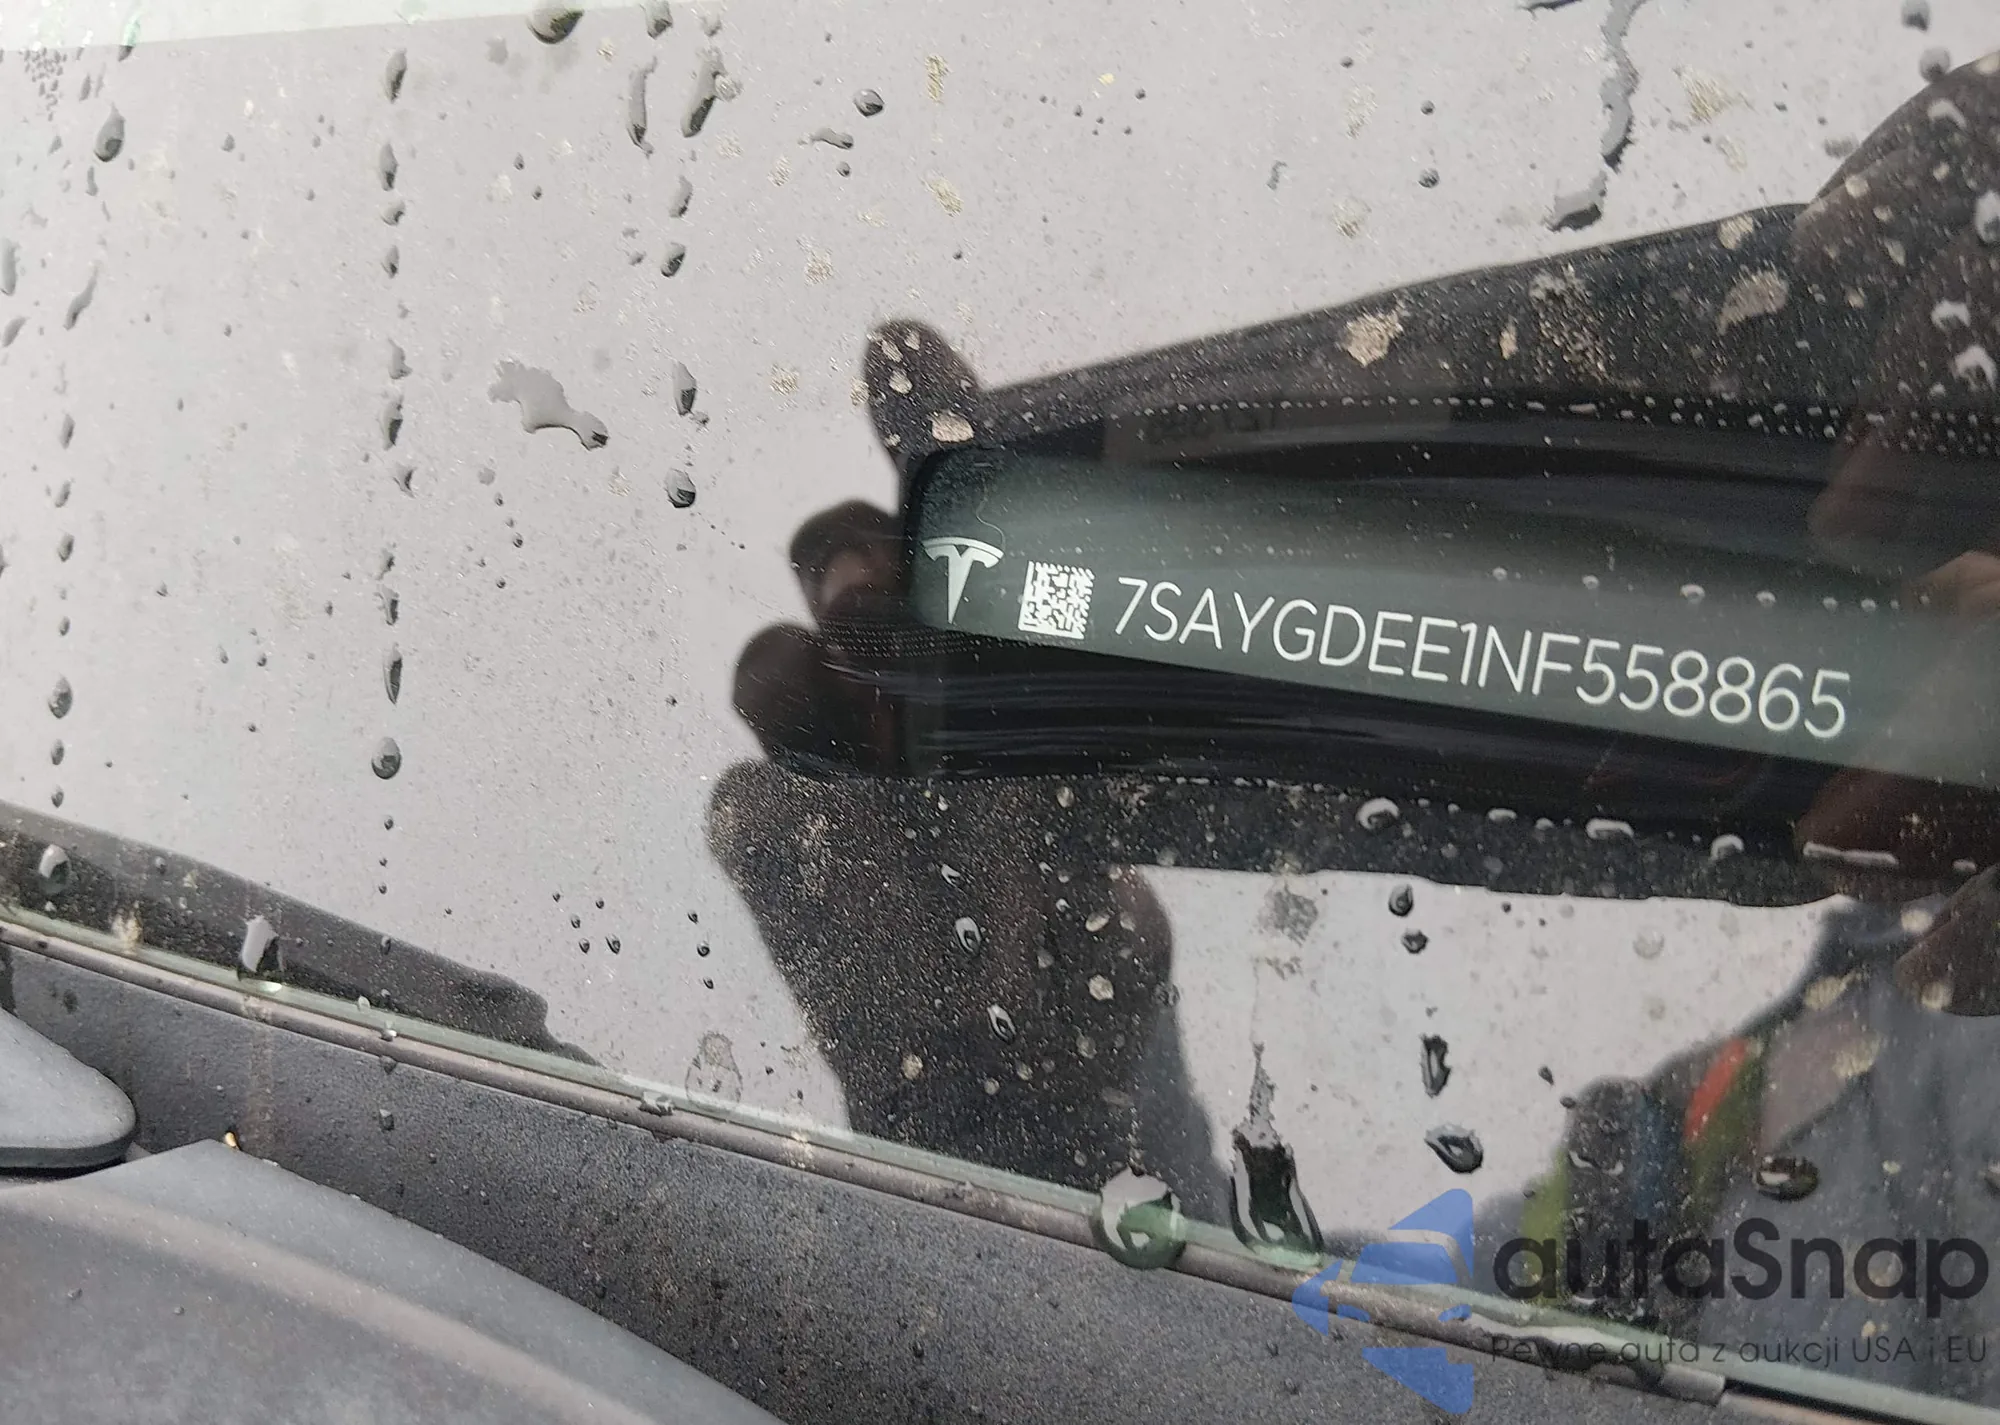 7SAYGDEE1NF558865
autaSnap
Pewne auta z aukcji USA i EU